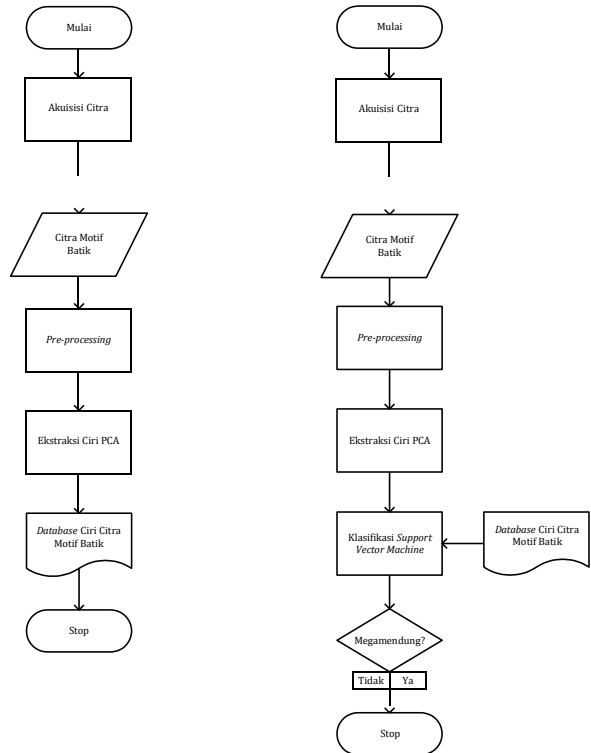 Mulai
Akuisisi Citra
Citra Motif
Batik
Pre-processing
Ekstraksi Ciri PCA
Database Ciri Citra
Motif Batik
Stop
Mulai
Akuisisi Citra
Citra Motif
Batik
Pre-processing
Ekstraksi Ciri PCA
Klasifikasi Support
Vector Machine
Database Ciri Citra
Motif Batik
Megamendung?
Tidak
Ya
Stop